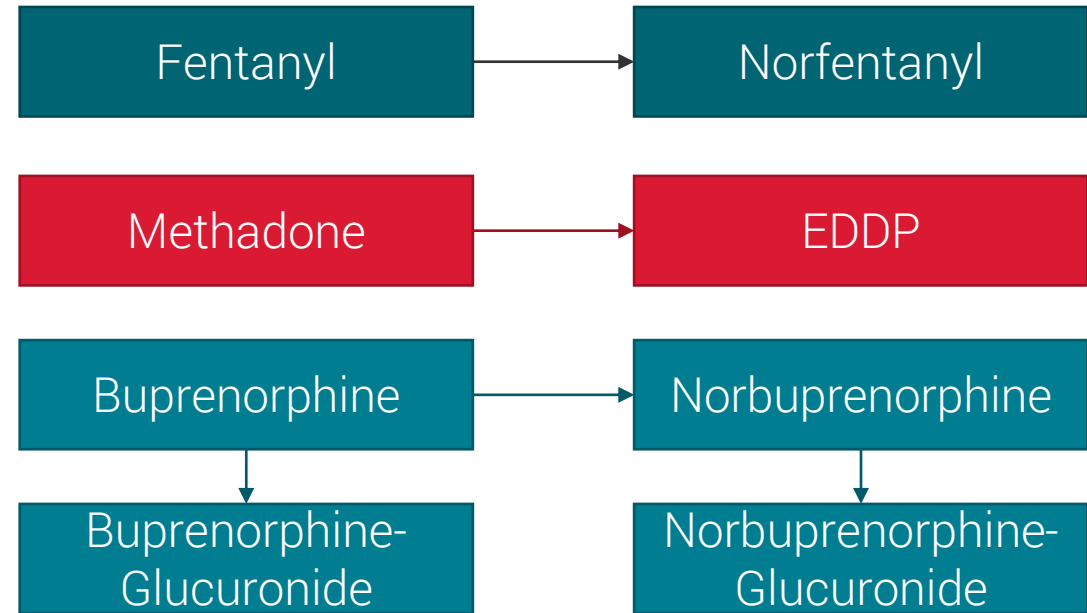 Fentanyl
Norfentanyl
Methadone
EDDP
Buprenorphine
Norbuprenorphine
Buprenorphine-
Glucuronide
Norbuprenorphine-
Glucuronide